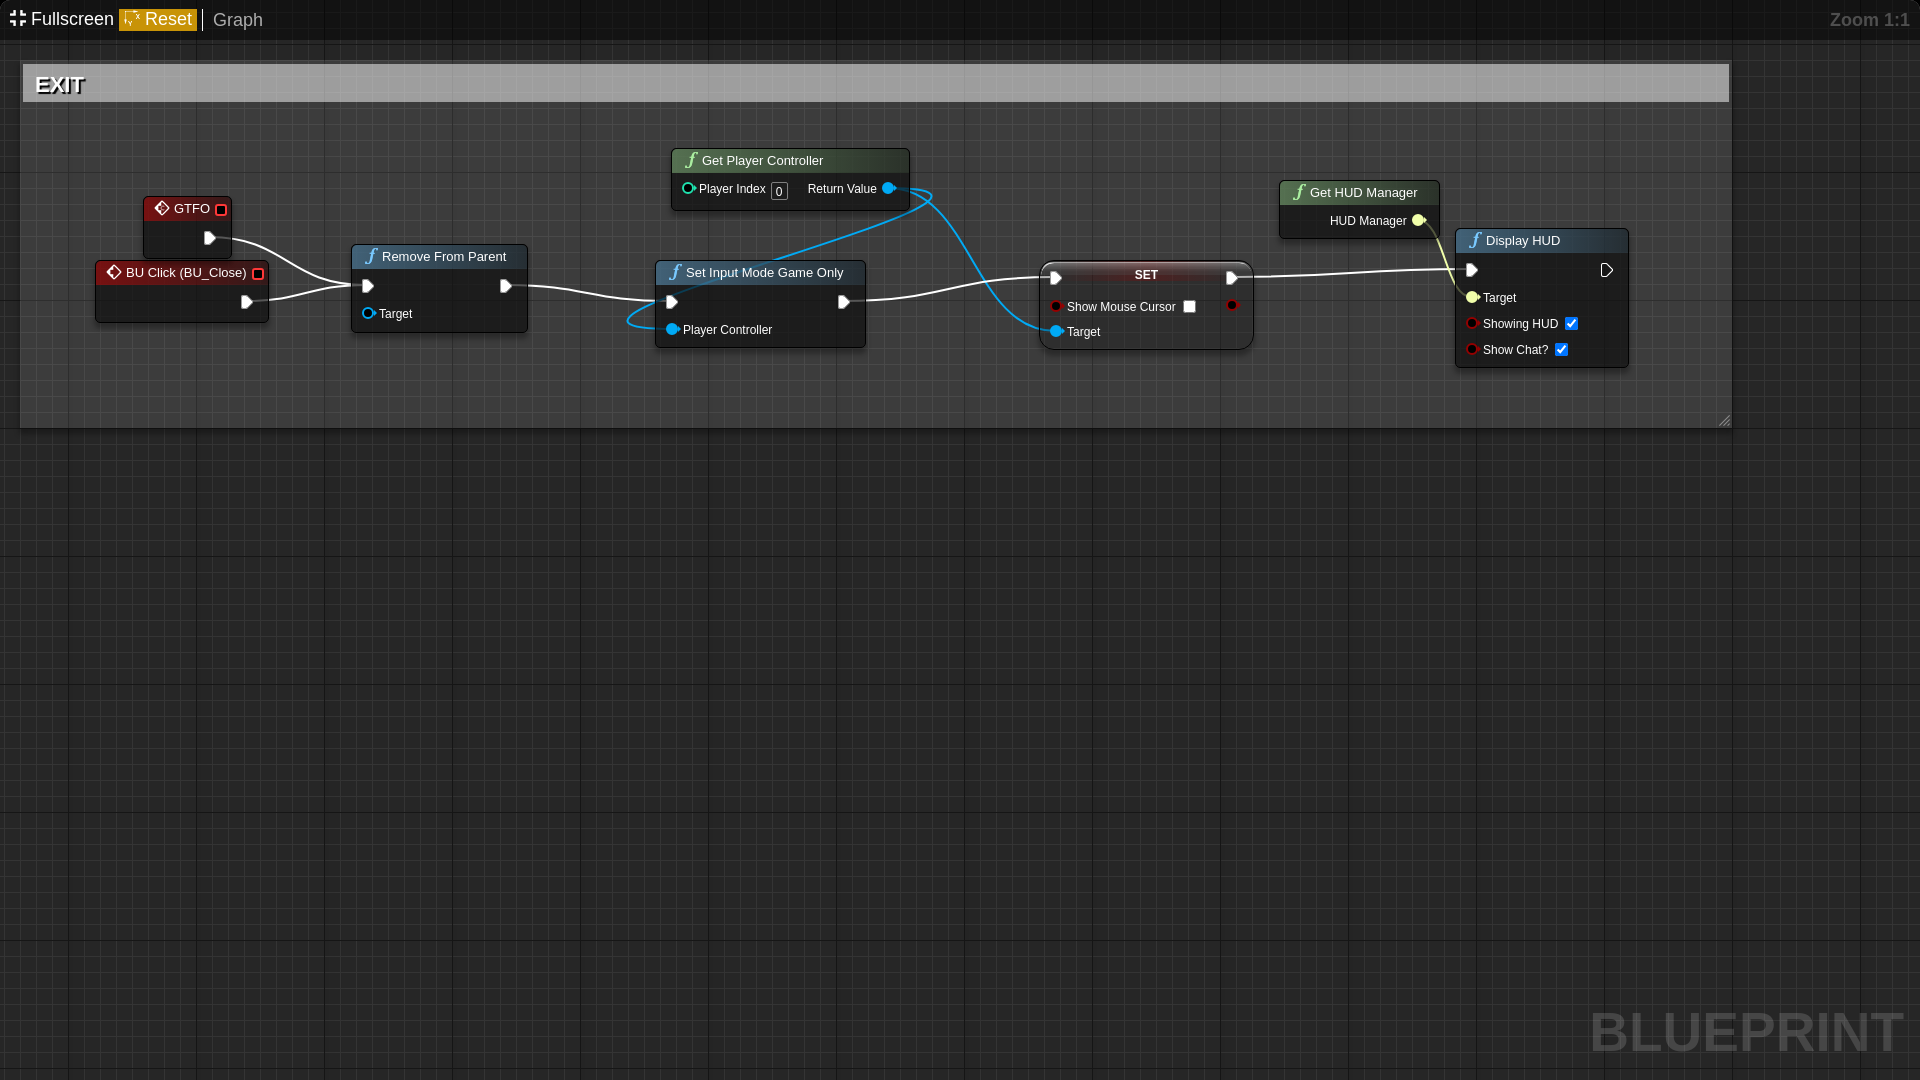 Fullscreen Reset Graph Zoom 1:1
EXIT
Get Player Controller
Player Index 0 Return Value
GTFO
BU Click (BU_Close)
Remove From Parent
Target
Set Input Mode Game Only
Player Controller
SET
Show Mouse Cursor
Target
Get HUD Manager
HUD Manager
Display HUD
Target
Showing HUD
Show Chat?
BLUEPRINT